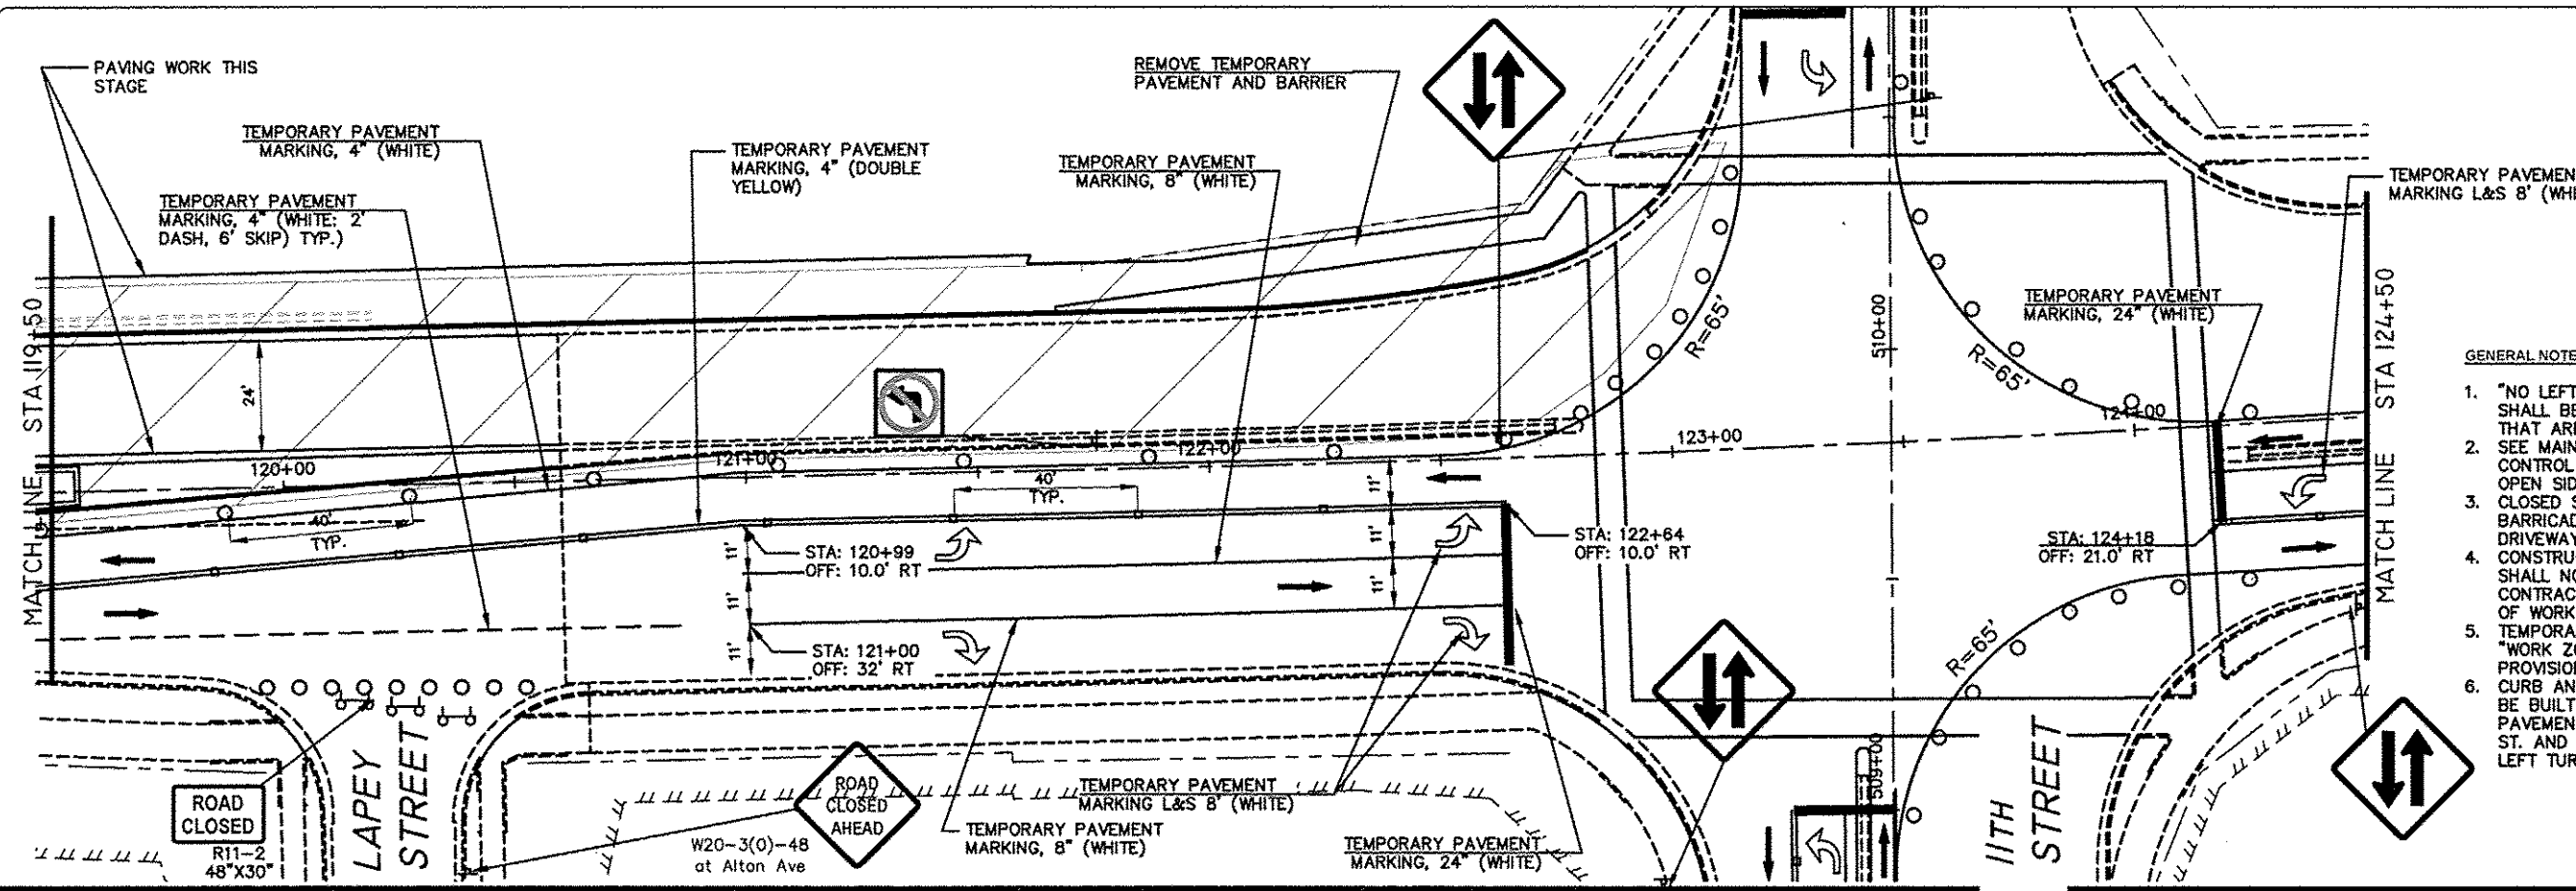 PAVING WORK THIS
STAGE
TEMPORARY PAVEMENT
MARKING, 4" (WHITE)
TEMPORARY PAVEMENT
MARKING, 4" (WHITE: 2'
DASH, 6' SKIP) TYP.)
TEMPORARY PAVEMENT
MARKING, 4" (DOUBLE
YELLOW)
REMOVE TEMPORARY
PAVEMENT AND BARRIER
TEMPORARY PAVEMENT
MARKING, 8" (WHITE)
TEMPORARY PAVEMEN
MARKING L&S 8' (WHI
TEMPORARY PAVEMENT
MARKING, 24" (WHITE)
MATCH LINE STA 119+50
24'
120+00
121+00
122+00
123+00
124+00
510+00
509+00
R=65'
R=65'
R=65'
40'
TYP.
40'
TYP.
11'
11'
11'
11'
11'
11'
STA: 120+99
OFF: 10.0' RT
STA: 121+00
OFF: 32' RT
STA: 122+64
OFF: 10.0' RT
STA: 124+18
OFF: 21.0' RT
MATCH LINE STA 124+50
GENERAL NOTE
1. "NO LEFT
SHALL BE
THAT ARE
2. SEE MAIN
CONTROL
OPEN SID
3. CLOSED S
BARRICAD
DRIVEWAY
4. CONSTRU
SHALL NO
CONTRAC
OF WORK
5. TEMPORA
"WORK ZO
PROVISION
6. CURB AN
BE BUILT
PAVEMEN
ST. AND
LEFT TUR
LAPEY
STREET
11TH
STREET
ROAD
CLOSED
R11-2
48"X30"
ROAD
CLOSED
AHEAD
W20-3(0)-48
at Alton Ave
TEMPORARY PAVEMENT
MARKING L&S 8' (WHITE)
TEMPORARY PAVEMENT
MARKING, 8" (WHITE)
TEMPORARY PAVEMENT
MARKING, 24" (WHITE)